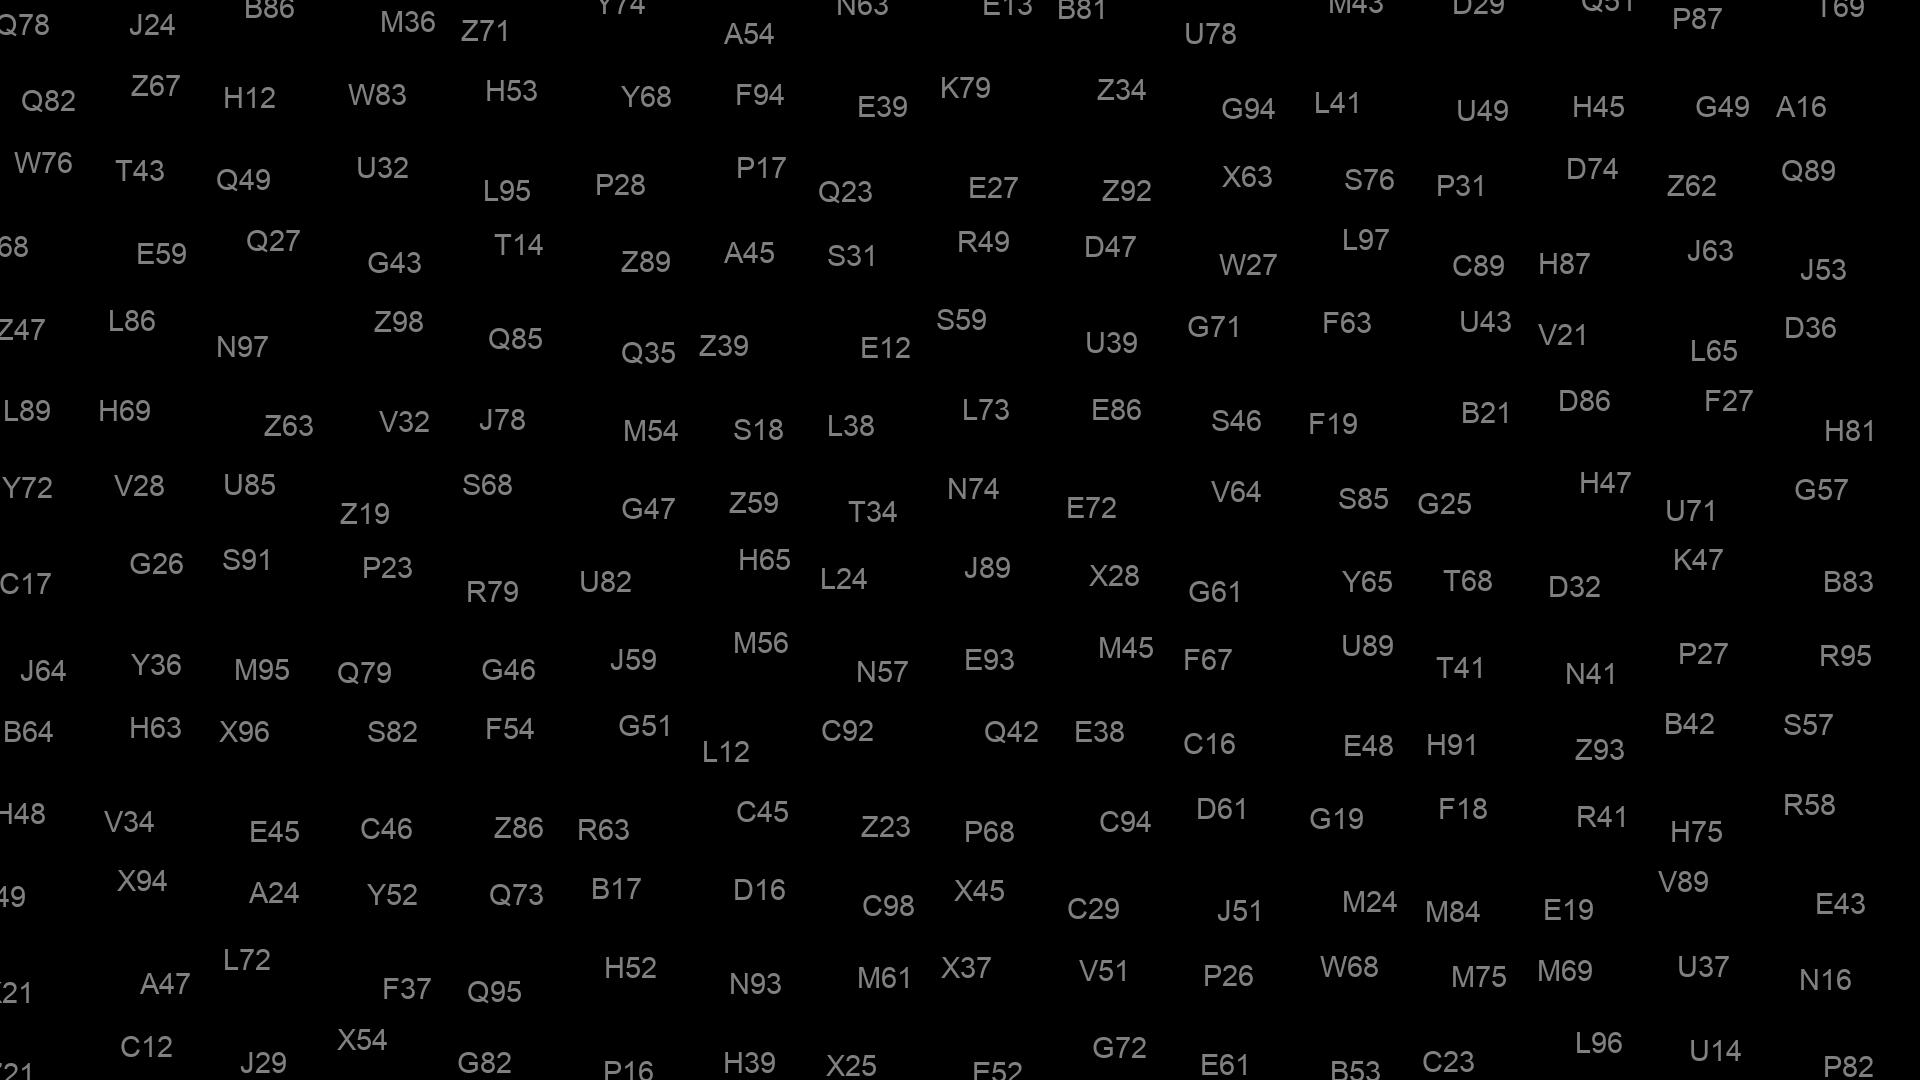 Q78 J24 B86 M36 Z71 Y74 A54 N63 E13 B81 U78 M43 D29 Q51 P87 T69
Q82 Z67 H12 W83 H53 Y68 F94 E39 K79 Z34 G94 L41 U49 H45 G49 A16
W76 T43 Q49 U32 L95 P28 P17 Q23 E27 Z92 X63 S76 P31 D74 Z62 Q89
68 E59 Q27 G43 T14 Z89 A45 S31 R49 D47 W27 L97 C89 H87 J63 J53
Z47 L86 N97 Z98 Q85 Q35 Z39 E12 S59 U39 G71 F63 U43 V21 L65 D36
L89 H69 Z63 V32 J78 M54 S18 L38 L73 E86 S46 F19 B21 D86 F27 H81
Y72 V28 U85 Z19 S68 G47 Z59 T34 N74 E72 V64 S85 G25 H47 U71 G57
C17 G26 S91 P23 R79 U82 H65 L24 J89 X28 G61 Y65 T68 D32 K47 B83
J64 Y36 M95 Q79 G46 J59 M56 N57 E93 M45 F67 U89 T41 N41 P27 R95
B64 H63 X96 S82 F54 G51 L12 C92 Q42 E38 C16 E48 H91 Z93 B42 S57
H48 V34 E45 C46 Z86 R63 C45 Z23 P68 C94 D61 G19 F18 R41 H75 R58
49 X94 A24 Y52 Q73 B17 D16 C98 X45 C29 J51 M24 M84 E19 V89 E43
21 A47 L72 F37 Q95 H52 N93 M61 X37 V51 P26 W68 M75 M69 U37 N16
21 C12 J29 X54 G82 P16 H39 X25 E52 G72 E61 B53 C23 L96 U14 P82